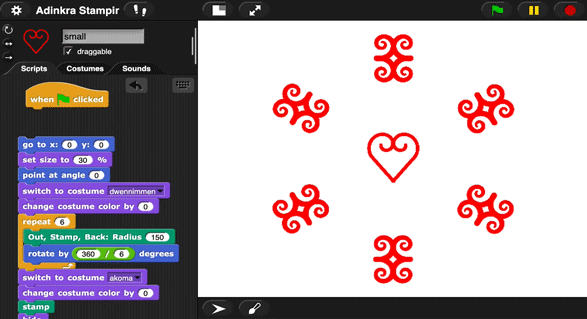 Adinkra Stampir
small
draggable
Scripts Costumes Sounds
when clicked
go to x: 0 y: 0
set size to 30 %
point at angle 0
switch to costume dwennimmen
change costume color by 0
repeat 6
Out, Stamp, Back: Radius 150
rotate by 360 / 6 degrees
switch to costume akoma
change costume color by 0
stamp
hide